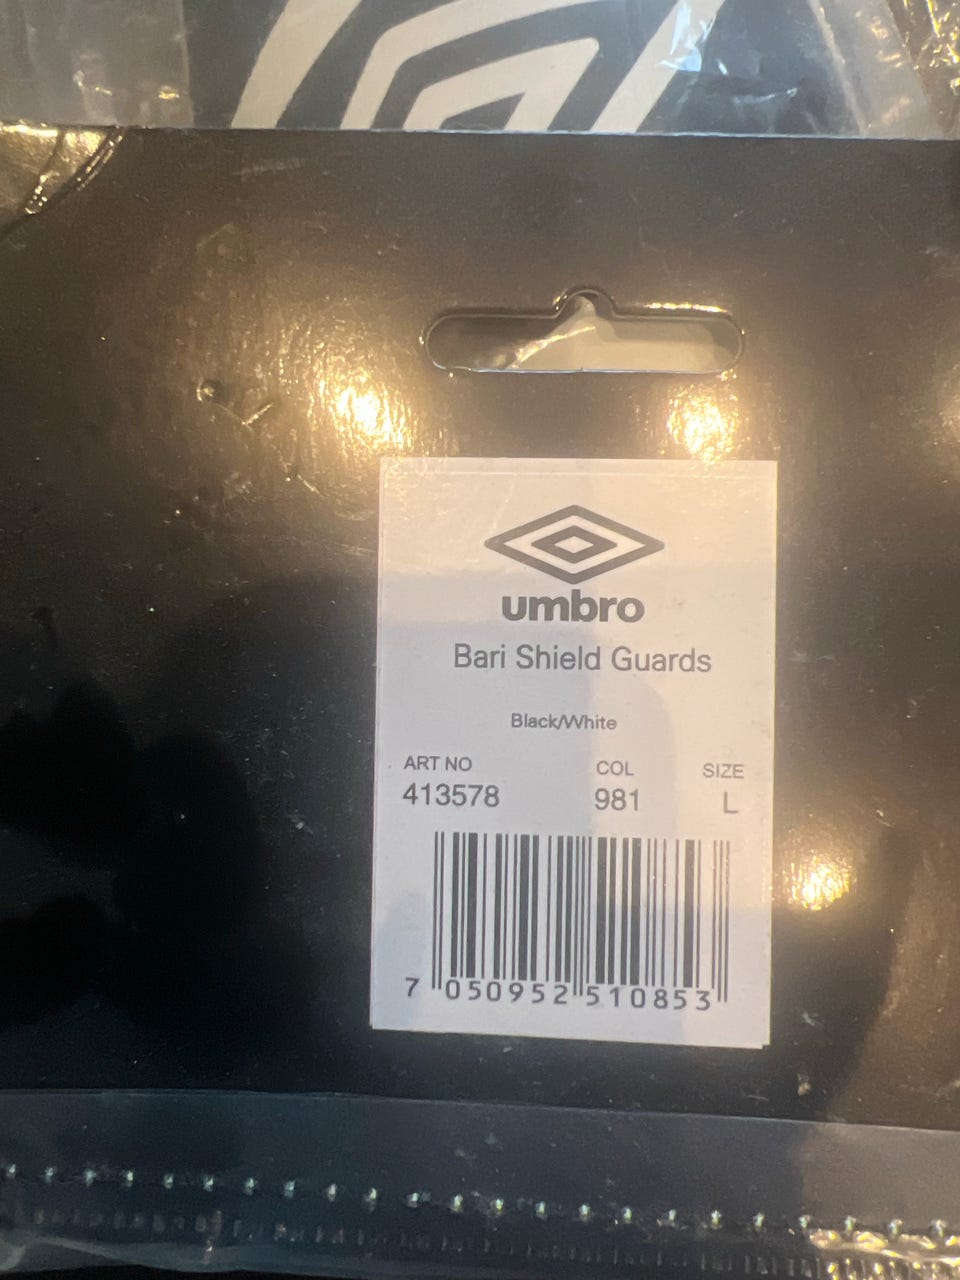 umbro
Bari Shield Guards
Black/White
ART NO COL SIZE
413578 981 L
7 050952 510853